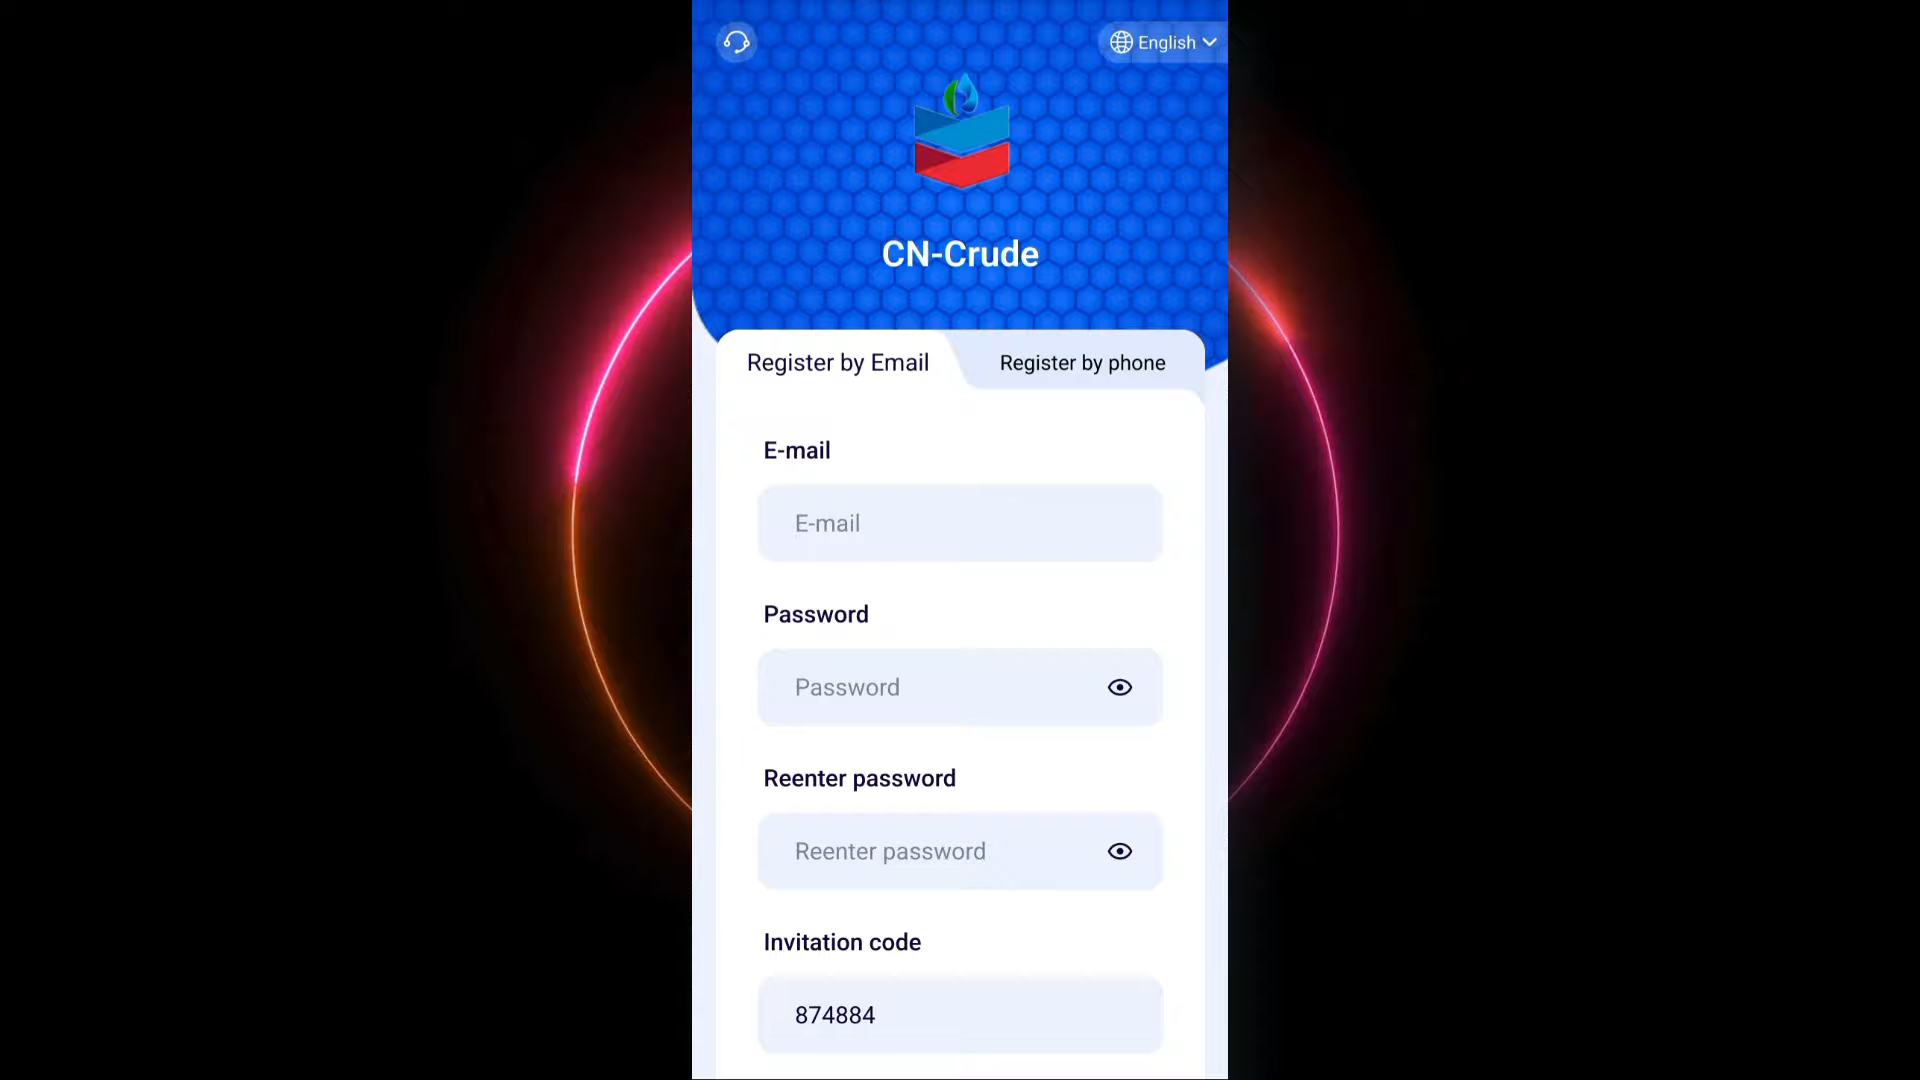 English
CN-Crude
Register by Email
Register by phone
E-mail
E-mail
Password
Password
Reenter password
Reenter password
Invitation code
874884